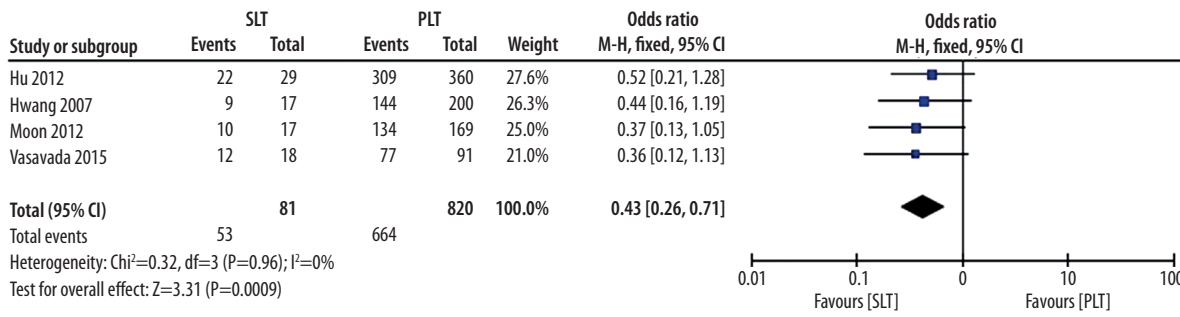 SLT PLT Odds ratio Odds ratio
Study or subgroup Events Total Events Total Weight M-H, fixed, 95% CI M-H, fixed, 95% CI
Hu 2012 22 29 309 360 27.6% 0.52 [0.21, 1.28]
Hwang 2007 9 17 144 200 26.3% 0.44 [0.16, 1.19]
Moon 2012 10 17 134 169 25.0% 0.37 [0.13, 1.05]
Vasavada 2015 12 18 77 91 21.0% 0.36 [0.12, 1.13]
Total (95% CI) 81 820 100.0% 0.43 [0.26, 0.71]
Total events 53 664
Heterogeneity: Chi²=0.32, df=3 (P=0.96); I²=0%
Test for overall effect: Z=3.31 (P=0.0009)
0.01 0.1 0 10 100
Favours [SLT] Favours [PLT]